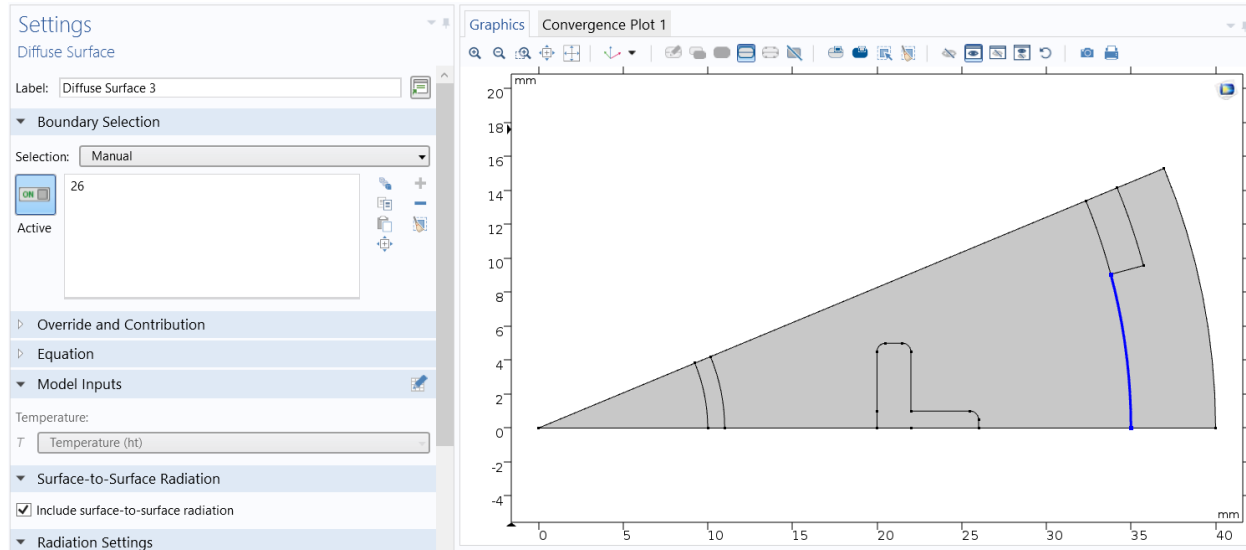 Settings
Diffuse Surface
Label: Diffuse Surface 3
Boundary Selection
Selection: Manual
ON
26
Active
Override and Contribution
Equation
Model Inputs
Temperature:
T Temperature (ht)
Surface-to-Surface Radiation
Include surface-to-surface radiation
Radiation Settings
Graphics Convergence Plot 1
mm
20
18
16
14
12
10
8
6
4
2
0
-2
-4
mm
0 5 10 15 20 25 30 35 40